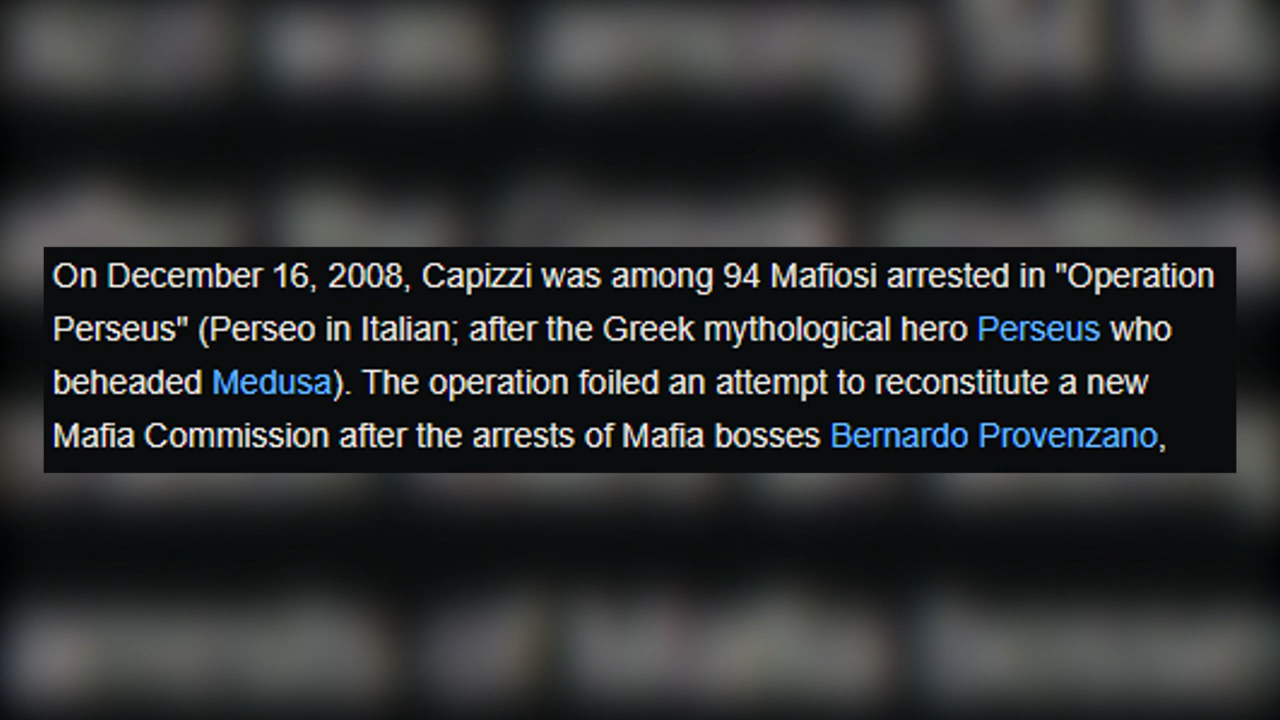 On December 16, 2008, Capizzi was among 94 Mafiosi arrested in "Operation
Perseus" (Perseo in Italian; after the Greek mythological hero Perseus who
beheaded Medusa). The operation foiled an attempt to reconstitute a new
Mafia Commission after the arrests of Mafia bosses Bernardo Provenzano,